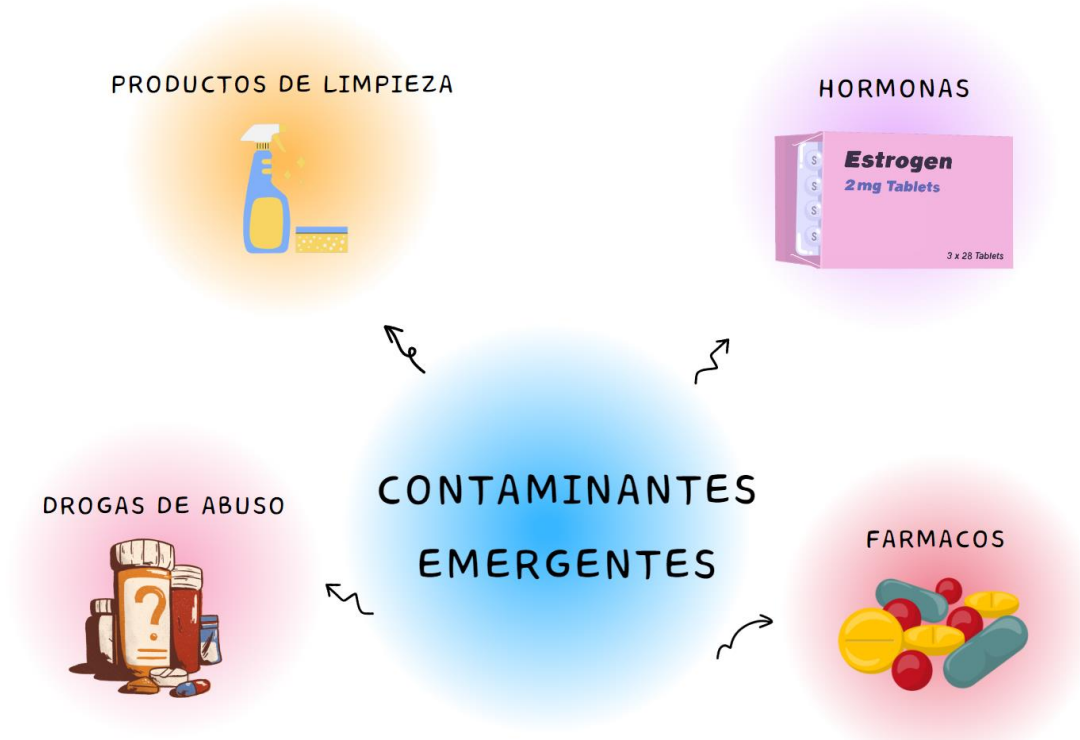 PRODUCTOS DE LIMPIEZA
HORMONAS
Estrogen
2mg Tablets
S
S
S
S
3 x 28 Tablets
CONTAMINANTES
EMERGENTES
DROGAS DE ABUSO
?
FARMACOS